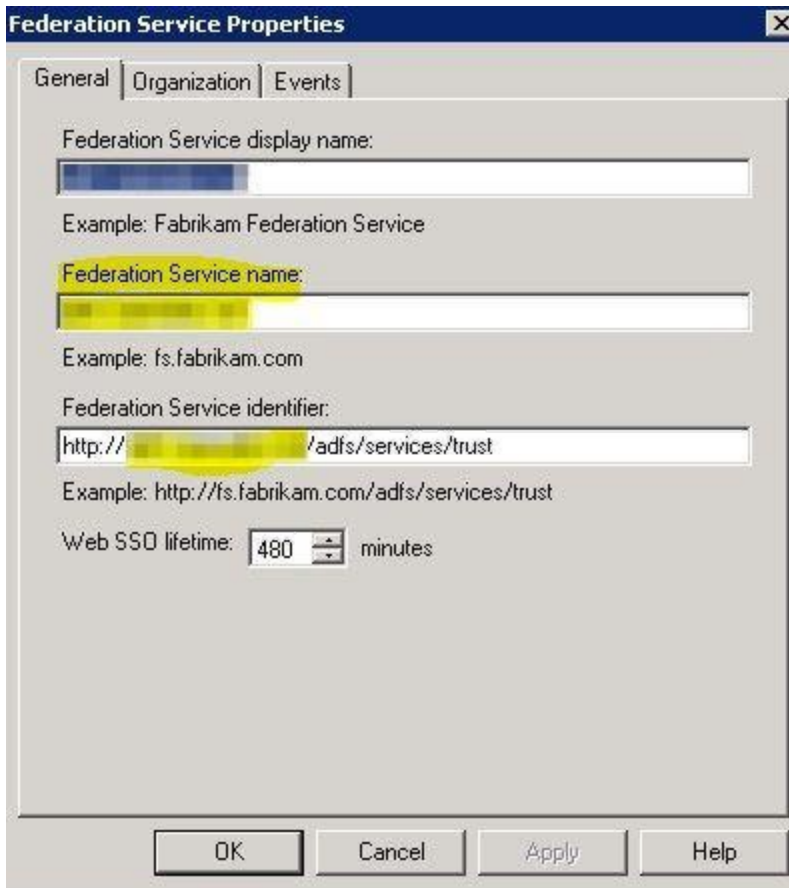 Federation Service Properties
General Organization Events
Federation Service display name:
Example: Fabrikam Federation Service
Federation Service name:
Example: fs.fabrikam.com
Federation Service identifier:
http:// /adfs/services/trust
Example: http://fs.fabrikam.com/adfs/services/trust
Web SSO lifetime: 480 minutes
OK Cancel Apply Help